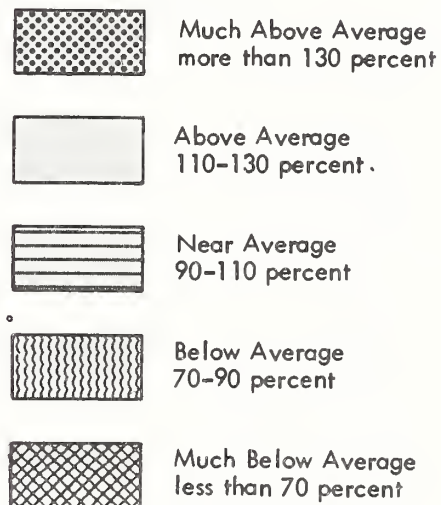 Much Above Average
more than 130 percent
Above Average
110-130 percent.
Near Average
90-110 percent
Below Average
70-90 percent
Much Below Average
less than 70 percent